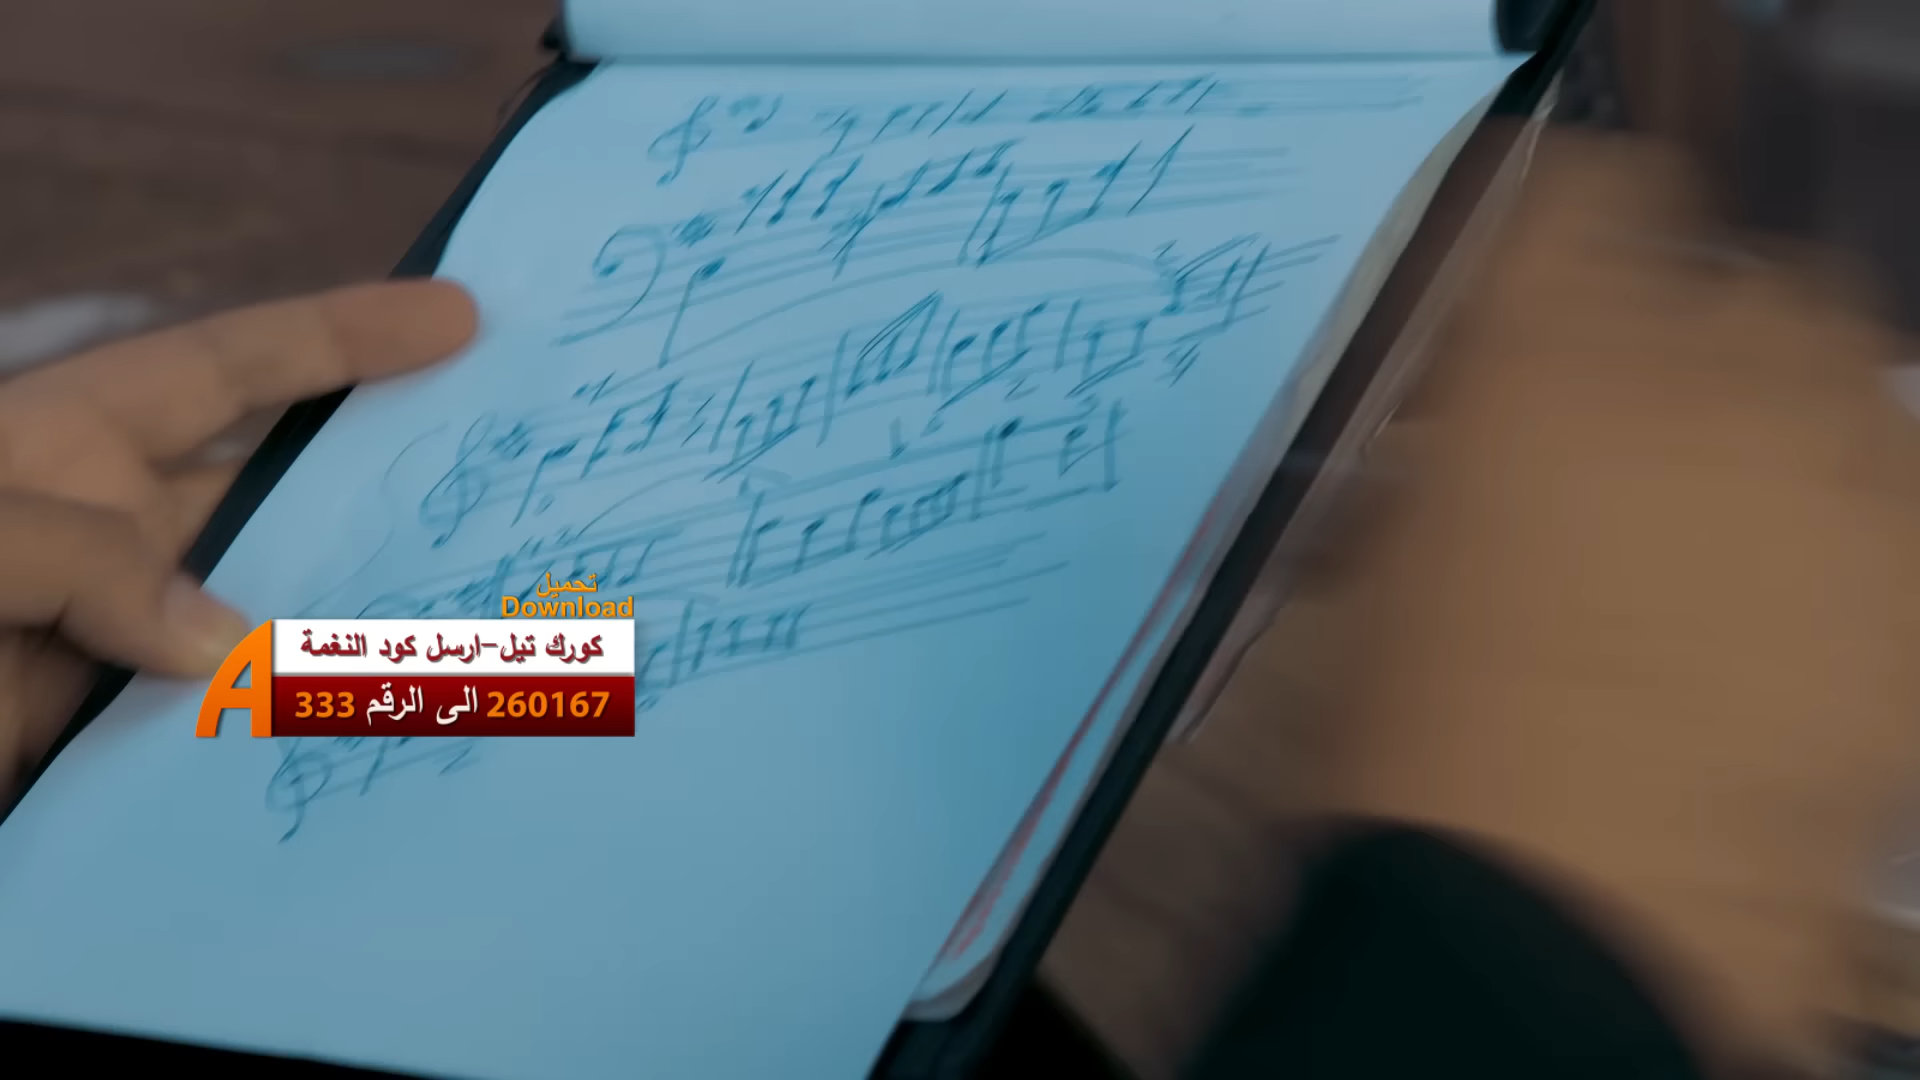 تحميل
Download
كورك تيل-ارسل كود النغمة
260167 الى الرقم 333